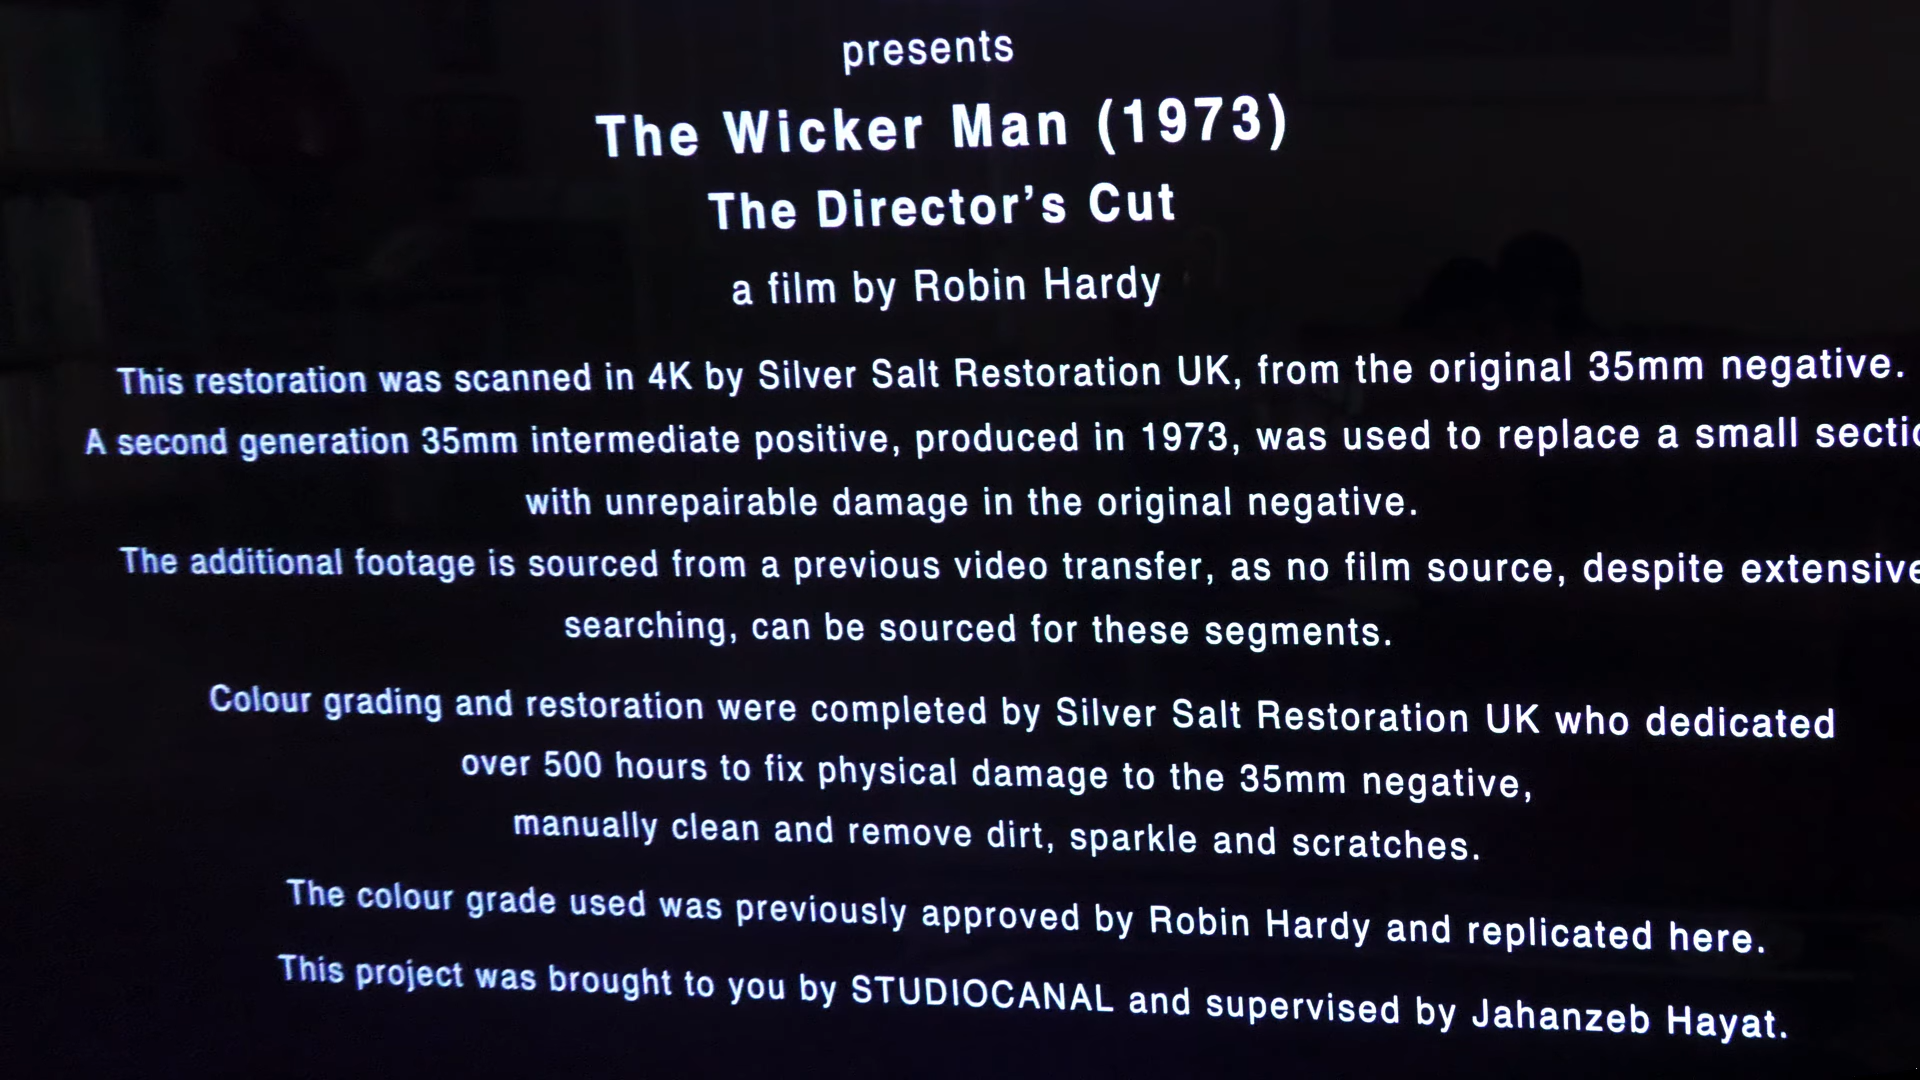 presents
The Wicker Man (1973)
The Director's Cut
a film by Robin Hardy
This restoration was scanned in 4K by Silver Salt Restoration UK, from the original 35mm negative.
A second generation 35mm intermediate positive, produced in 1973, was used to replace a small
with unrepairable damage in the original negative.
The additional footage is sourced from a previous video transfer, as no film source, despite extensive
searching, can be sourced for these segments.
Colour grading and restoration were completed by Silver Salt Restoration UK who dedicated
over 500 hours to fix physical damage to the 35mm negative,
manually clean and remove dirt, sparkle and scratches.
The colour grade used was previously approved by Robin Hardy and replicated here.
This project was brought to you by STUDIOCANAL and supervised by Jahanzeb Hayat.